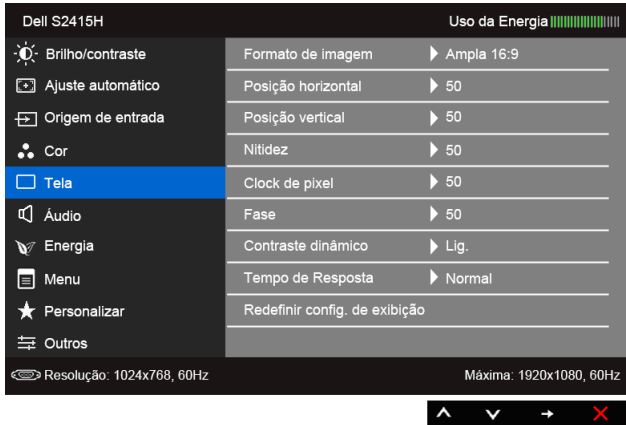 Dell S2415H Uso da Energia
Brilho/contraste Formato de imagem Ampla 16:9
Ajuste automático Posição horizontal 50
Origem de entrada Posição vertical 50
Cor Nitidez 50
Tela Clock de pixel 50
Áudio Fase 50
Energia Contraste dinâmico Lig.
Menu Tempo de Resposta Normal
Personalizar Redefinir config. de exibição
Outros
Resolução: 1024x768, 60Hz Máxima: 1920x1080, 60Hz